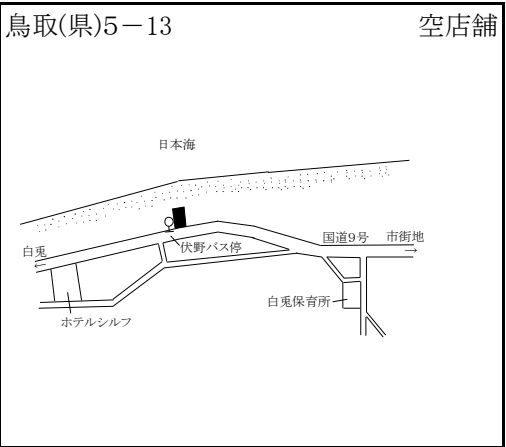 鳥取(県)5－13
空店舗
日本海
国道9号
市街地
→
伏野バス停
白兎
←
白兎保育所
ホテルシルフ